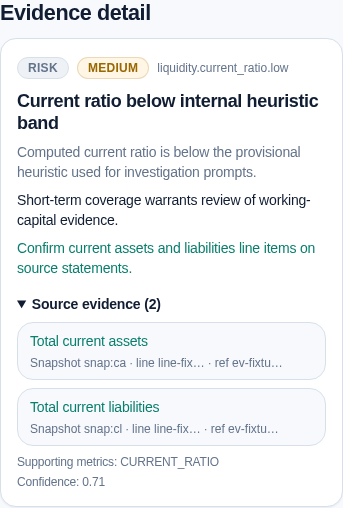 Evidence detail
RISK MEDIUM liquidity.current_ratio.low
Current ratio below internal heuristic
band
Computed current ratio is below the provisional
heuristic used for investigation prompts.
Short-term coverage warrants review of working-
capital evidence.
Confirm current assets and liabilities line items on
source statements.
▼ Source evidence (2)
Total current assets
Snapshot snap:ca · line line-fix… · ref ev-fixtu…
Total current liabilities
Snapshot snap:cl · line line-fix… · ref ev-fixtu…
Supporting metrics: CURRENT_RATIO
Confidence: 0.71